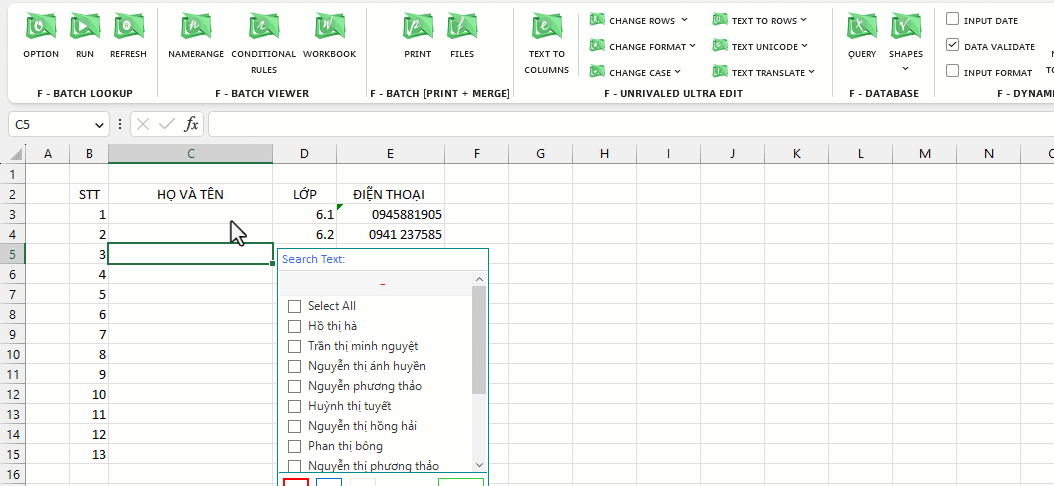 OPTION RUN REFRESH
F - BATCH LOOKUP
NAMERANGE CONDITIONAL RULES WORKBOOK
F - BATCH VIEWER
PRINT FILES
F - BATCH [PRINT + MERGE]
TEXT TO COLUMNS
CHANGE ROWS TEXT TO ROWS
CHANGE FORMAT TEXT UNICODE
CHANGE CASE TEXT TRANSLATE
F - UNRIVALED ULTRA EDIT
QUERY SHAPES
F - DATABASE
INPUT DATE
DATA VALIDATE
INPUT FORMAT
F - DYNAM
C5 fx
A B C D E F G H I J K L M N
1
2 STT HỌ VÀ TÊN LỚP ĐIỆN THOẠI
3 1 6.1 0945881905
4 2 6.2 0941 237585
5 3
Search Text:
-
6 4
7 5
8 6
9 7
10 8
11 9
12 10
13 11
14 12
15 13
16
Select All
Hồ thị hà
Trần thị minh nguyệt
Nguyễn thị ánh huyền
Nguyễn phương thảo
Huỳnh thị tuyết
Nguyễn thị hồng hải
Phan thị bông
Nguyễn thị phương thảo